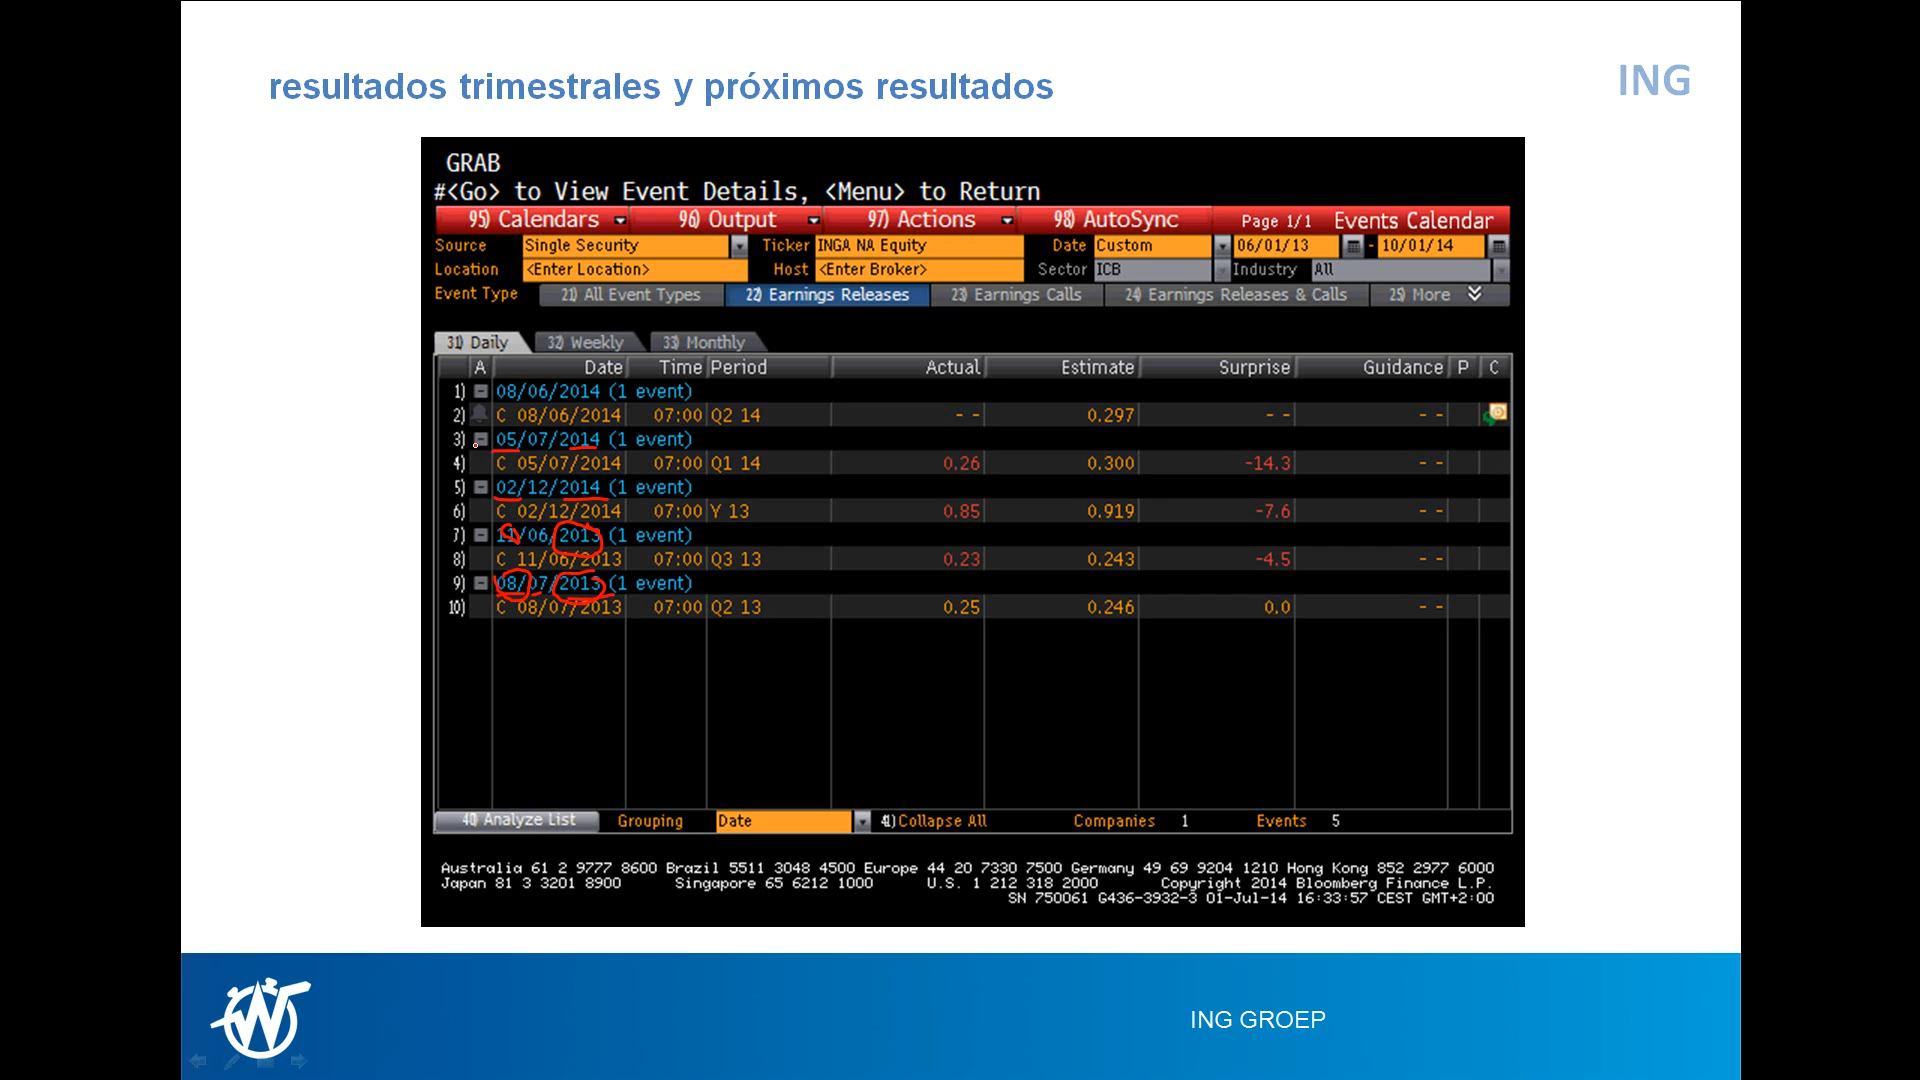 resultados trimestrales y próximos resultados
ING
GRAB
#<Go> to View Event Details, <Menu> to Return
95) Calendars 96) Output 97) Actions 98) AutoSync Page 1/1 Events Calendar
Source Single Security Ticker INGA NA Equity Date Custom 06/01/13 - 10/01/14
Location <Enter Location> Host <Enter Broker> Sector ICB Industry All
Event Type 21) All Event Types 22) Earnings Releases 23) Earnings Calls 24) Earnings Releases & Calls 25) More
31) Daily 32) Weekly 33) Monthly
A Date Time Period Actual Estimate Surprise Guidance P C
1) 08/06/2014 (1 event)
2) C 08/06/2014 07:00 Q2 14 - - 0.297 - - - -
3) 05/07/2014 (1 event)
4) C 05/07/2014 07:00 Q1 14 0.26 0.300 -14.3 - -
5) 02/12/2014 (1 event)
6) C 02/12/2014 07:00 Y 13 0.85 0.919 -7.6 - -
7) 11/06/2013 (1 event)
8) C 11/06/2013 07:00 Q3 13 0.23 0.243 -4.5 - -
9) 08/07/2013 (1 event)
10) C 08/07/2013 07:00 Q2 13 0.25 0.246 0.0 - -
40) Analyze List Grouping Date 41) Collapse All Companies 1 Events 5
Australia 61 2 9777 8600 Brazil 5511 3048 4500 Europe 44 20 7330 7500 Germany 49 69 9204 1210 Hong Kong 852 2977 6000
Japan 81 3 3201 8900 Singapore 65 6212 1000 U.S. 1 212 318 2000 Copyright 2014 Bloomberg Finance L.P.
SN 750061 G436-3932-3 01-Jul-14 16:33:57 CEST GMT+2:00
ING GROEP